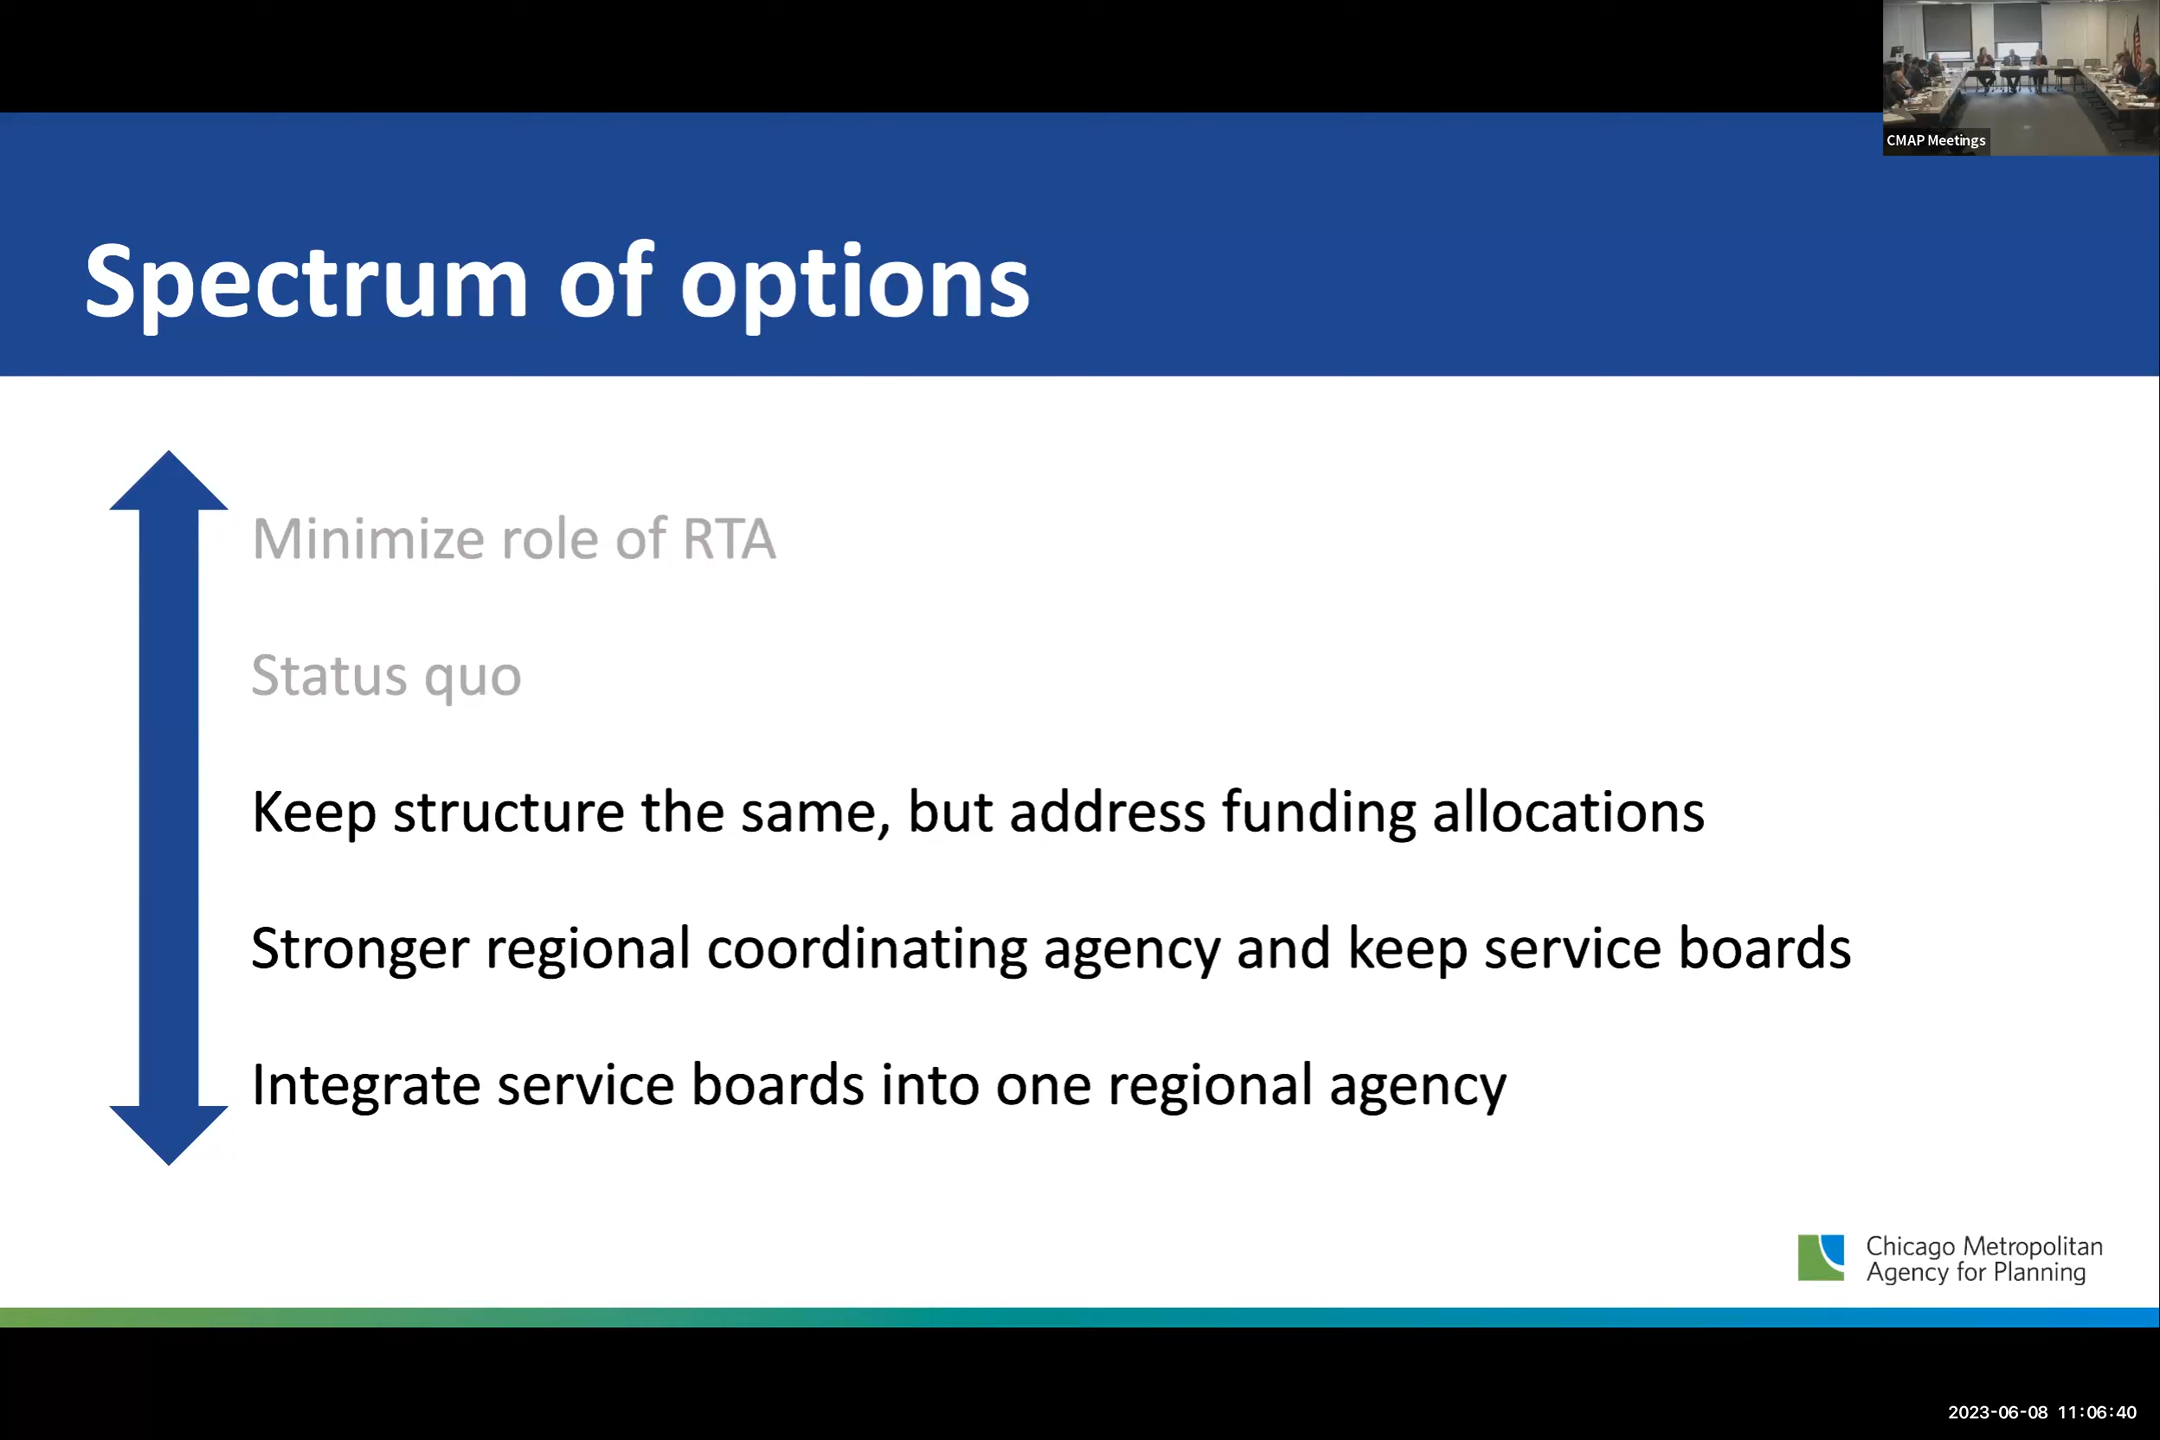 CMAP Meetings
Spectrum of options
Minimize role of RTA
Status quo
Keep structure the same, but address funding allocations
Stronger regional coordinating agency and keep service boards
Integrate service boards into one regional agency
Chicago Metropolitan
Agency for Planning
2023-06-08 11:06:40